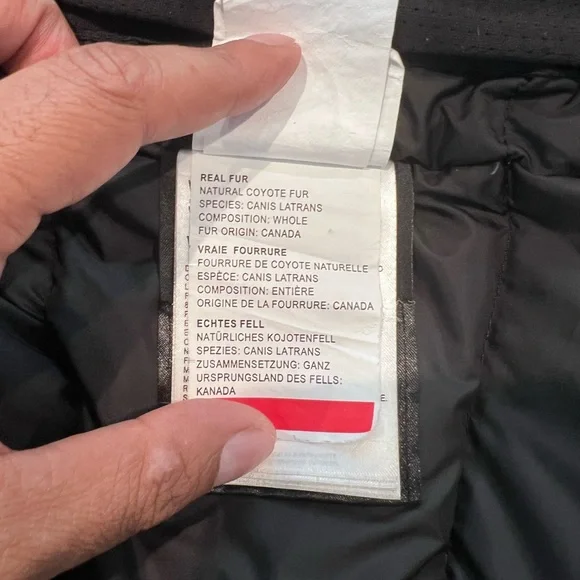 REAL FUR
NATURAL COYOTE FUR
SPECIES: CANIS LATRANS
COMPOSITION: WHOLE
FUR ORIGIN: CANADA
VRAIE FOURRURE
FOURRURE DE COYOTE NATURELLE
ESPÈCE: CANIS LATRANS
COMPOSITION: ENTIÈRE
ORIGINE DE LA FOURRURE: CANADA
ECHTES FELL
NATÜRLICHES KOJOTENFELL
SPEZIES: CANIS LATRANS
ZUSAMMENSETZUNG: GANZ
URSPRUNGSLAND DES FELLS:
KANADA